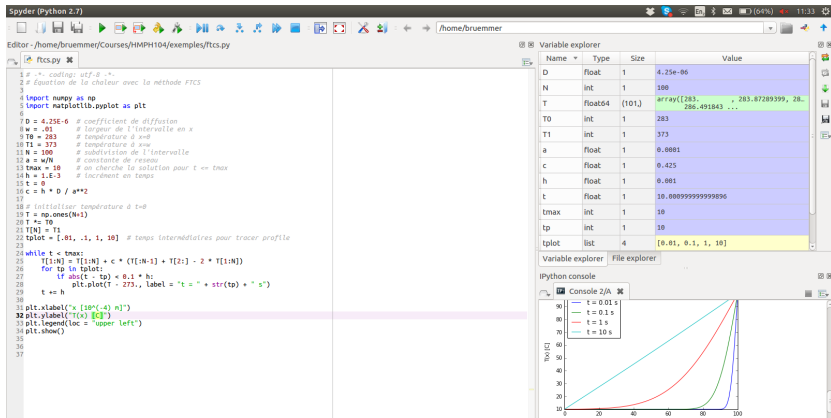 Spyder (Python 2.7)
En
(64%)
11:33
/home/bruemmer
Editor - /home/bruemmer/Courses/HMPH104/exemples/ftcs.py
ftcs.py
1 # -*- coding: utf-8 -*-
2 # Équation de la chaleur avec la méthode FTCS
3
4 import numpy as np
5 import matplotlib.pyplot as plt
6
7 D = 4.25E-6 # coefficient de diffusion
8 w = .01 # largeur de l'intervalle en x
9 T0 = 283 # température à x=0
10 T1 = 373 # température à x=w
11 N = 100 # subdivision de l'intervalle
12 a = w/N # constante de reseau
13 tmax = 10 # on cherche la solution pour t <= tmax
14 h = 1.E-3 # incrément en temps
15 t = 0
16 c = h * D / a**2
17
18 # initialiser température à t=0
19 T = np.ones(N+1)
20 T *= T0
21 T[N] = T1
22 tplot = [.01, .1, 1, 10] # temps intermédiaires pour tracer profile
23
24 while t < tmax:
25 T[1:N] = T[1:N] + c * (T[:N-1] + T[2:] - 2 * T[1:N])
26 for tp in tplot:
27 if abs(t - tp) < 0.1 * h:
28 plt.plot(T - 273., label = "t = " + str(tp) + " s")
29 t += h
30
31 plt.xlabel("x [10^(-4) m]")
32 plt.ylabel("T(x) [C]")
33 plt.legend(loc = "upper left")
34 plt.show()
35
36
37
Variable explorer
Name Type Size Value
D float 1 4.25e-06
N int 1 100
T float64 (101,) array([283. , 283.87289399, 28…
286.491843 ...
T0 int 1 283
T1 int 1 373
a float 1 0.0001
c float 1 0.425
h float 1 0.001
t float 1 10.000999999999896
tmax int 1 10
tp int 1 10
tplot list 4 [0.01, 0.1, 1, 10]
Variable explorer File explorer
IPython console
Console 2/A
t = 0.01 s
t = 0.1 s
t = 1 s
t = 10 s
90
80
70
60
50
40
30
20
10
T(x) [C]
0 20 40 60 80 100